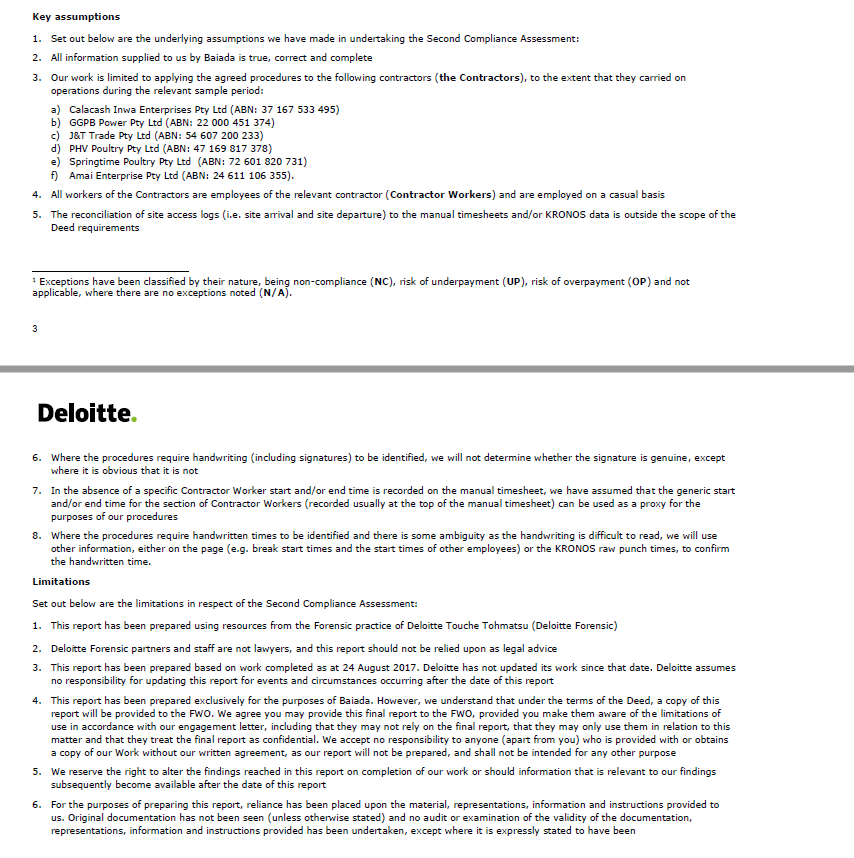 Key assumptions
1. Set out below are the underlying assumptions we have made in undertaking the Second Compliance Assessment:
2. All information supplied to us by Baiada is true, correct and complete
3. Our work is limited to applying the agreed procedures to the following contractors (the Contractors), to the extent that they carried on
operations during the relevant sample period:
a) Calacash Inwa Enterprises Pty Ltd (ABN: 37 167 533 495)
b) GGPB Power Pty Ltd (ABN: 22 000 451 374)
c) J&T Trade Pty Ltd (ABN: 54 607 200 233)
d) PHV Poultry Pty Ltd (ABN: 47 169 817 378)
e) Springtime Poultry Pty Ltd (ABN: 72 601 820 731)
f) Amai Enterprise Pty Ltd (ABN: 24 611 106 355).
4. All workers of the Contractors are employees of the relevant contractor (Contractor Workers) and are employed on a casual basis
5. The reconciliation of site access logs (i.e. site arrival and site departure) to the manual timesheets and/or KRONOS data is outside the scope of the
Deed requirements
1 Exceptions have been classified by their nature, being non-compliance (NC), risk of underpayment (UP), risk of overpayment (OP) and not
applicable, where there are no exceptions noted (N/A).
3
Deloitte.
6. Where the procedures require handwriting (including signatures) to be identified, we will not determine whether the signature is genuine, except
where it is obvious that it is not
7. In the absence of a specific Contractor Worker start and/or end time is recorded on the manual timesheet, we have assumed that the generic start
and/or end time for the section of Contractor Workers (recorded usually at the top of the manual timesheet) can be used as a proxy for the
purposes of our procedures
8. Where the procedures require handwritten times to be identified and there is some ambiguity as the handwriting is difficult to read, we will use
other information, either on the page (e.g. break start times and the start times of other employees) or the KRONOS raw punch times, to confirm
the handwritten time.
Limitations
Set out below are the limitations in respect of the Second Compliance Assessment:
1. This report has been prepared using resources from the Forensic practice of Deloitte Touche Tohmatsu (Deloitte Forensic)
2. Deloitte Forensic partners and staff are not lawyers, and this report should not be relied upon as legal advice
3. This report has been prepared based on work completed as at 24 August 2017. Deloitte has not updated its work since that date. Deloitte assumes
no responsibility for updating this report for events and circumstances occurring after the date of this report
4. This report has been prepared exclusively for the purposes of Baiada. However, we understand that under the terms of the Deed, a copy of this
report will be provided to the FWO. We agree you may provide this final report to the FWO, provided you make them aware of the limitations of
use in accordance with our engagement letter, including that they may not rely on the final report, that they may only use them in relation to this
matter and that they treat the final report as confidential. We accept no responsibility to anyone (apart from you) who is provided with or obtains
a copy of our Work without our written agreement, as our report will not be prepared, and shall not be intended for any other purpose
5. We reserve the right to alter the findings reached in this report on completion of our work or should information that is relevant to our findings
subsequently become available after the date of this report
6. For the purposes of preparing this report, reliance has been placed upon the material, representations, information and instructions provided to
us. Original documentation has not been seen (unless otherwise stated) and no audit or examination of the validity of the documentation,
representations, information and instructions provided has been undertaken, except where it is expressly stated to have been